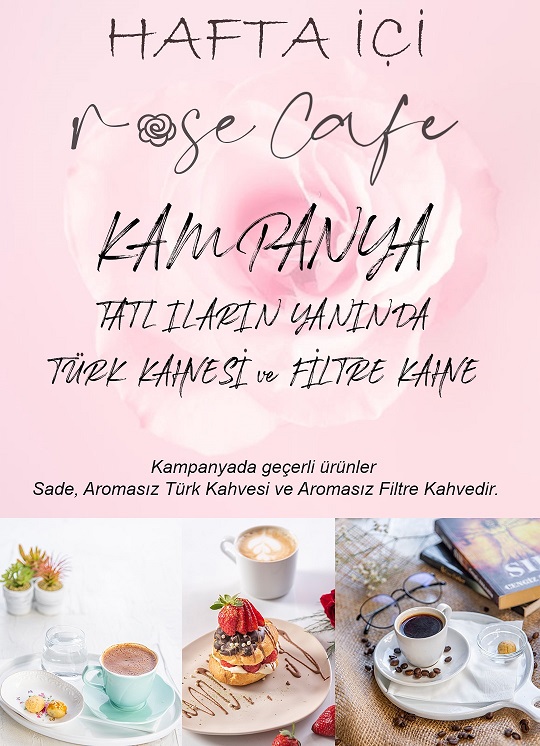 HAFTA İÇİ
rose Cafe
KAMPANYA
TATLILARIN YANINDA
TÜRK KAHVESİ ve FİLTRE KAHVE
Kampanyada geçerli ürünler
Sade, Aromasız Türk Kahvesi ve Aromasız Filtre Kahvedir.